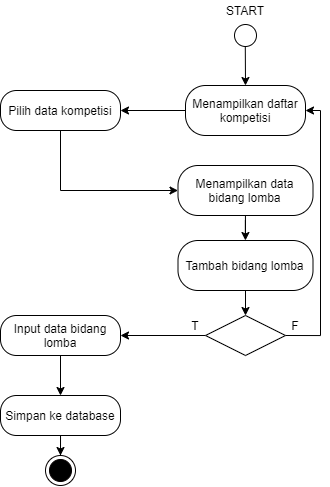 START
Menampilkan daftar
kompetisi
Pilih data kompetisi
Menampilkan data
bidang lomba
Tambah bidang lomba
T
F
Input data bidang
lomba
Simpan ke database